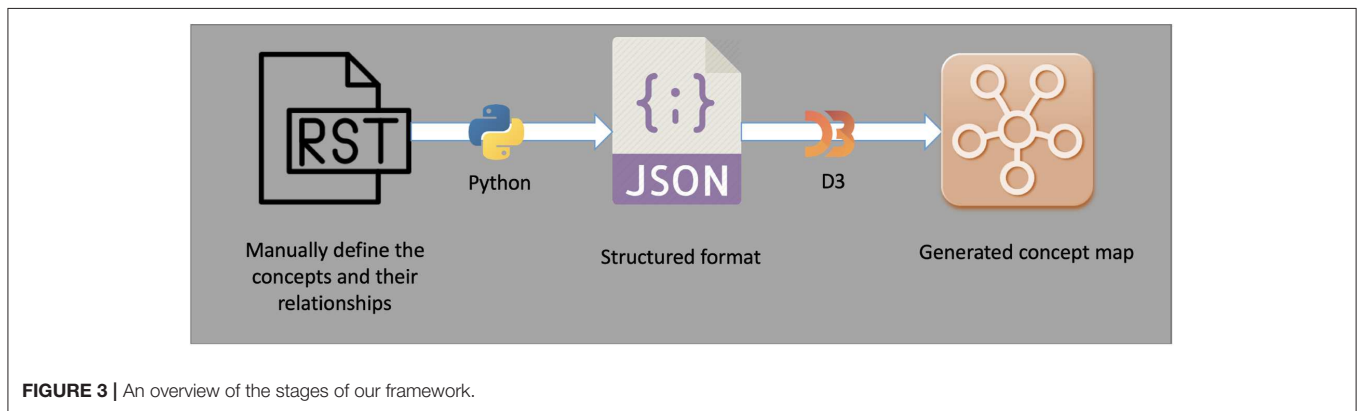 RST
Python
{;}
JSON
D3
Manually define the
concepts and their
relationships
Structured format
Generated concept map
FIGURE 3 | An overview of the stages of our framework.